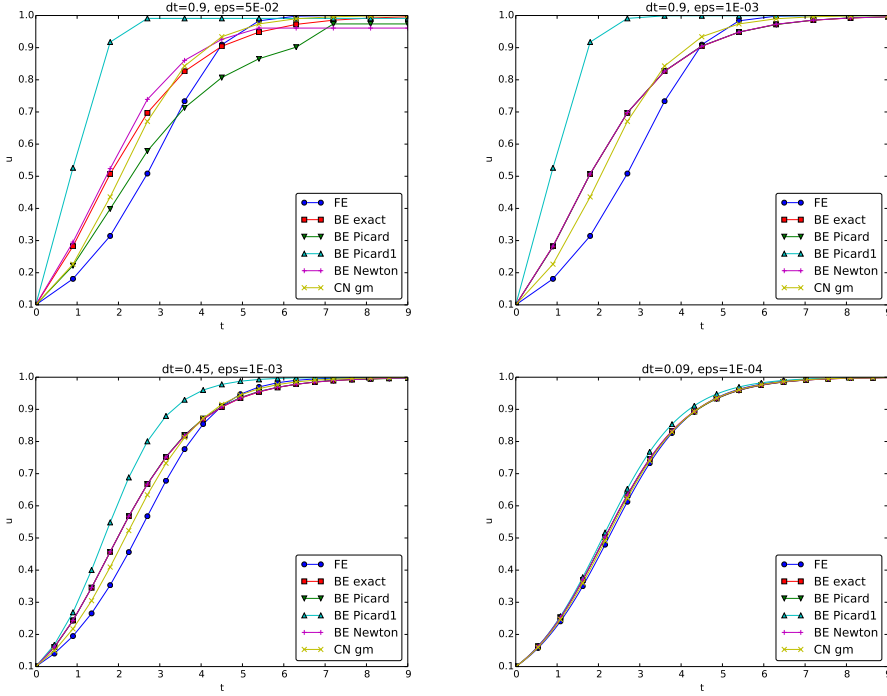 dt=0.9, eps=5E-02
1.0
0.9
0.8
0.7
0.6
0.5
0.4
0.3
0.2
0.1
u
0 1 2 3 4 5 6 7 8 9
t
FE
BE exact
BE Picard
BE Picard1
BE Newton
CN gm
dt=0.9, eps=1E-03
1.0
0.9
0.8
0.7
0.6
0.5
0.4
0.3
0.2
0.1
u
0 1 2 3 4 5 6 7 8 9
t
FE
BE exact
BE Picard
BE Picard1
BE Newton
CN gm
dt=0.45, eps=1E-03
1.0
0.9
0.8
0.7
0.6
0.5
0.4
0.3
0.2
0.1
u
0 1 2 3 4 5 6 7 8 9
t
FE
BE exact
BE Picard
BE Picard1
BE Newton
CN gm
dt=0.09, eps=1E-04
1.0
0.9
0.8
0.7
0.6
0.5
0.4
0.3
0.2
0.1
u
0 1 2 3 4 5 6 7 8 9
t
FE
BE exact
BE Picard
BE Picard1
BE Newton
CN gm